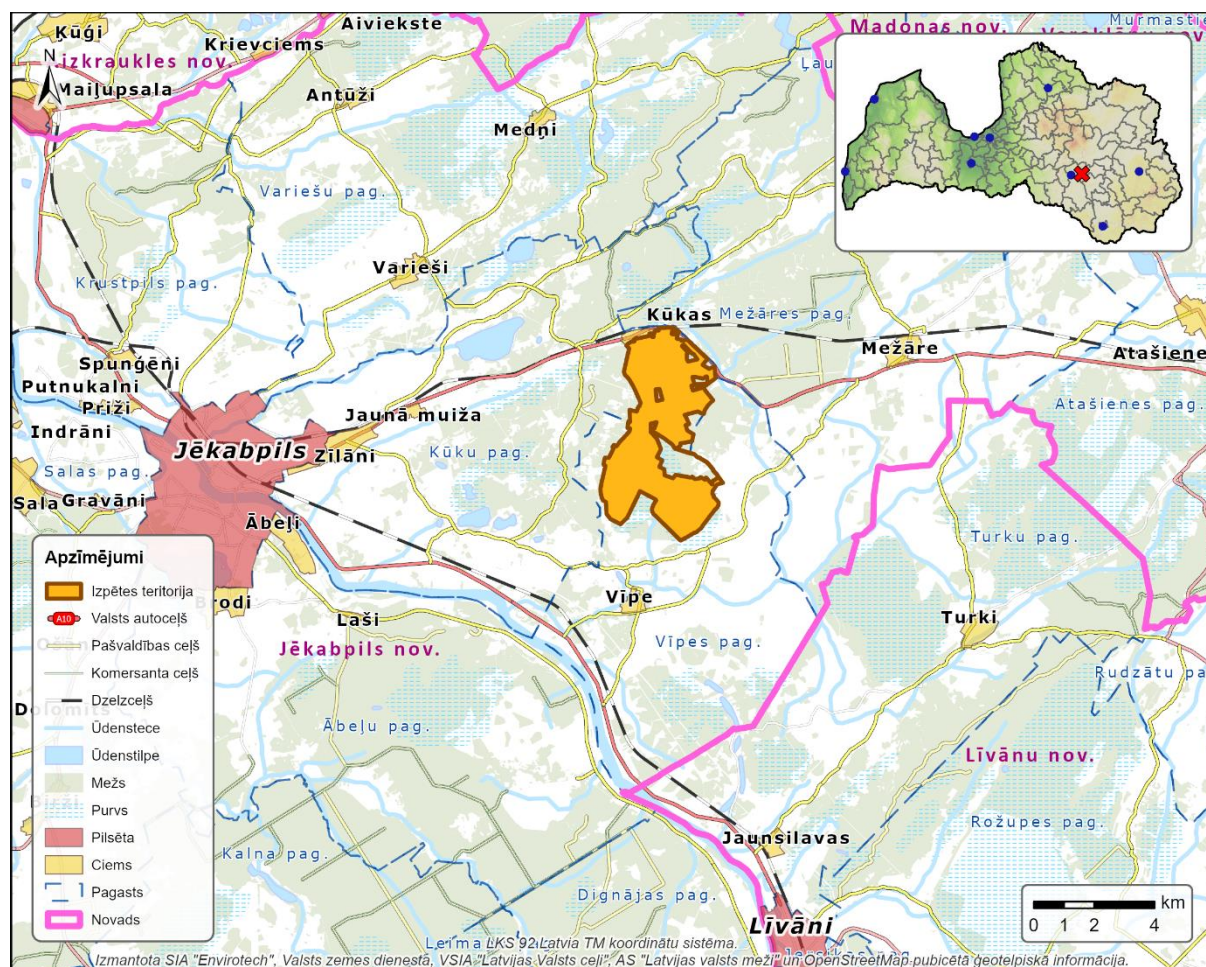 Ķūģi
Aiviekste
Madonas nov.
Krievciems
izkraukles nov.
N
Maiļupsala
Antūži
Medņi
Variešu pag.
Varieši
Krustpils pag.
Kūkas
Mežāres pag.
Mežāre
Atašiene
Spunģēni
Putnukalni
Priži
Indrāni
Jaunā muiža
Atašienes pag.
Jēkabpils
Zīlāni
Kūku pag.
Salas pag.
Sala
Gravāni
Ābeļi
Turku pag.
Apzīmējumi
Izpētes teritorija
A10
Valsts autoceļš
Pašvaldības ceļš
Komersanta ceļš
Dzelzceļš
Ūdenstece
Ūdenstilpe
Mežs
Purvs
Pilsēta
Ciems
Pagasts
Novads
Brodi
Laši
Vīpe
Turki
Jēkabpils nov.
Vīpes pag.
Rudzātu pa
Ābeļu pag.
Līvānu nov.
Rožupes pag.
Jaunsilavas
Kalna pag.
Dignājas pag.
km
0 1 2 4
Līvāni
LKS 92 Latvia TM koordinātu sistēma.
Izmantota SIA "Envirotech", Valsts zemes dienestā, VSIA "Latvijas Valsts ceļi", AS "Latvijas valsts meži" un OpenStreetMap pubicētā ģeotelpiskā informācija.